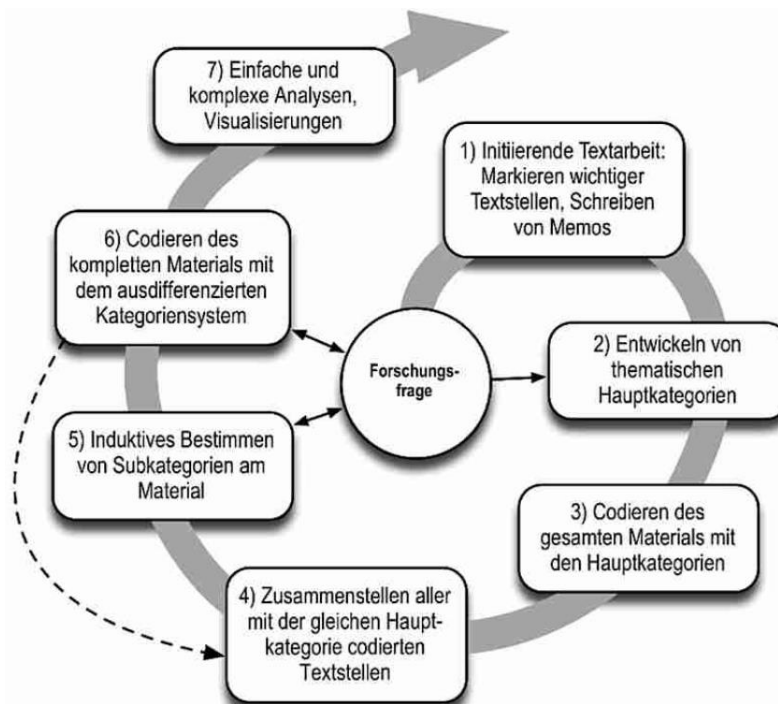 7) Einfache und
komplexe Analysen,
Visualisierungen
1) Initiierende Textarbeit:
Markieren wichtiger
Textstellen, Schreiben
von Memos
6) Codieren des
kompletten Materials mit
dem ausdifferenzierten
Kategoriensystem
Forschungs-
frage
2) Entwickeln von
thematischen
Hauptkategorien
5) Induktives Bestimmen
von Subkategorien am
Material
3) Codieren des
gesamten Materials mit
den Hauptkategorien
4) Zusammenstellen aller
mit der gleichen Haupt-
kategorie codierten
Textstellen